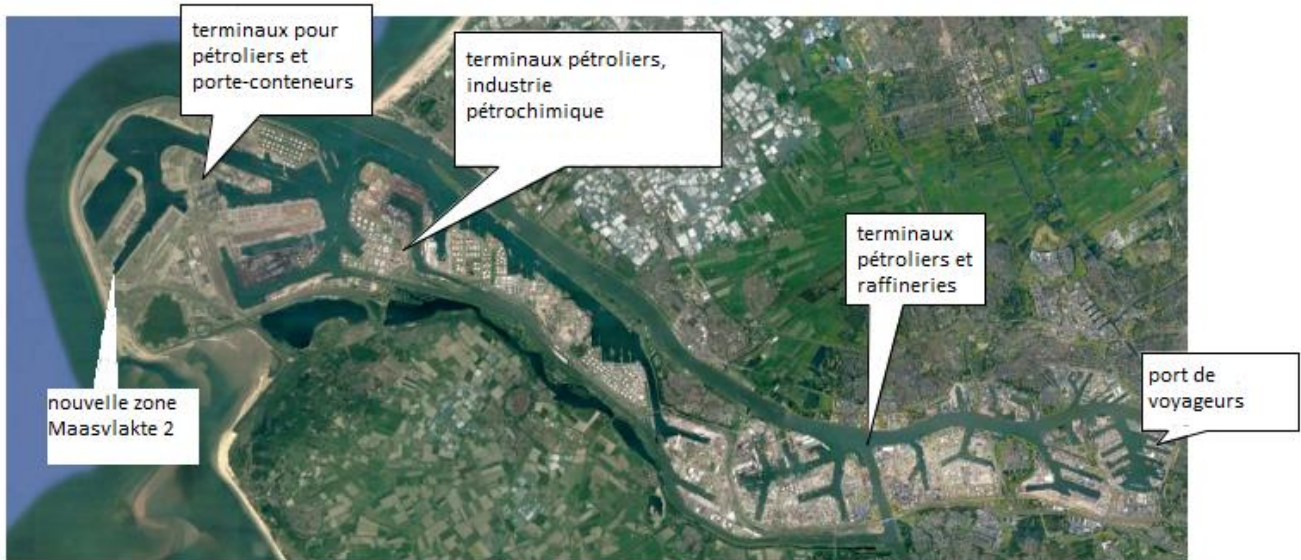 terminaux pour
pétroliers et
porte-conteneurs
terminaux pétroliers,
industrie
pétrochimique
terminaux
pétroliers et
raffineries
port de
voyageurs
nouvelle zone
Maasvlakte 2